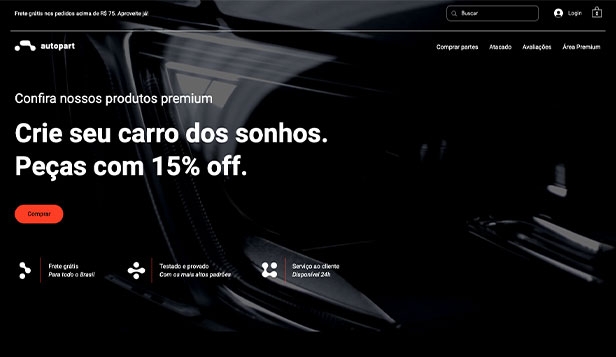 Frete grátis nos pedidos acima de R$ 75. Aproveite já!
Buscar
Login
autopart
Comprar partes
Atacado
Avaliações
Área Premium
Confira nossos produtos premium
Crie seu carro dos sonhos.
Peças com 15% off.
Comprar
Frete grátis
Para todo o Brasil
Testado e provado
Com os mais altos padrões
Serviço ao cliente
Disponível 24h